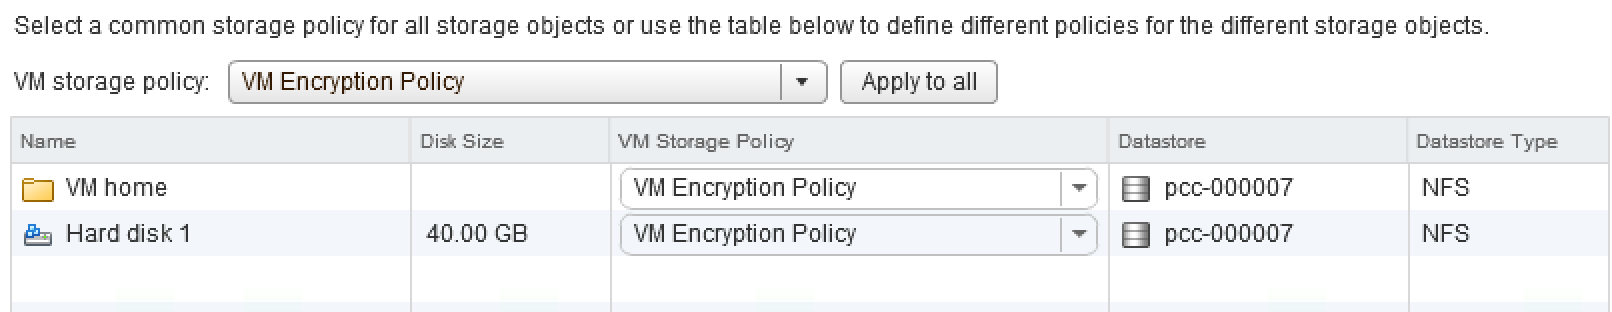 Select a common storage policy for all storage objects or use the table below to define different policies for the different storage objects.
VM storage policy: VM Encryption Policy Apply to all
Name Disk Size VM Storage Policy Datastore Datastore Type
VM home VM Encryption Policy pcc-000007 NFS
Hard disk 1 40.00 GB VM Encryption Policy pcc-000007 NFS